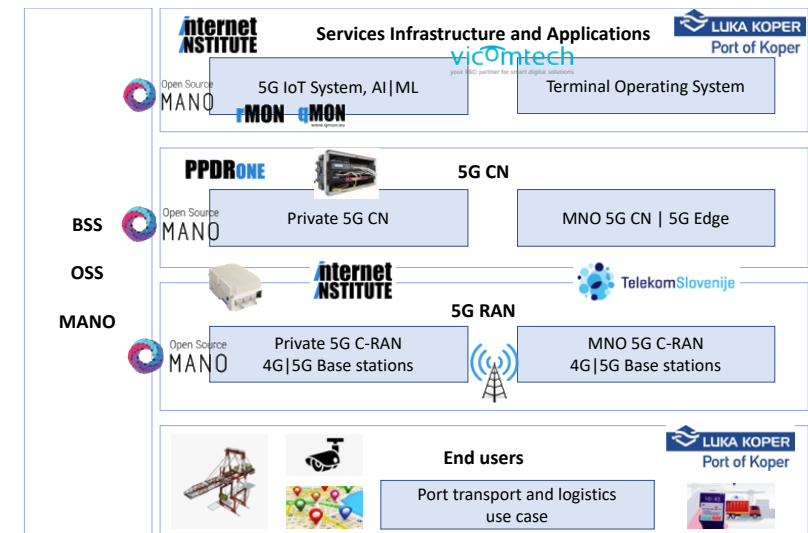 BSS
OSS
MANO
internet
INSTITUTE
Services Infrastructure and Applications
LUKA KOPER
Port of Koper
vicomtech
your R&D partner for smart digital solutions
Open Source
MANO
5G IoT System, AI|ML
rMON qMON
www.qmon.eu
Terminal Operating System
PPDRONE
5G CN
Open Source
MANO
Private 5G CN
MNO 5G CN | 5G Edge
internet
INSTITUTE
TelekomSlovenije
5G RAN
Open Source
MANO
Private 5G C-RAN
4G|5G Base stations
MNO 5G C-RAN
4G|5G Base stations
End users
LUKA KOPER
Port of Koper
Port transport and logistics
use case